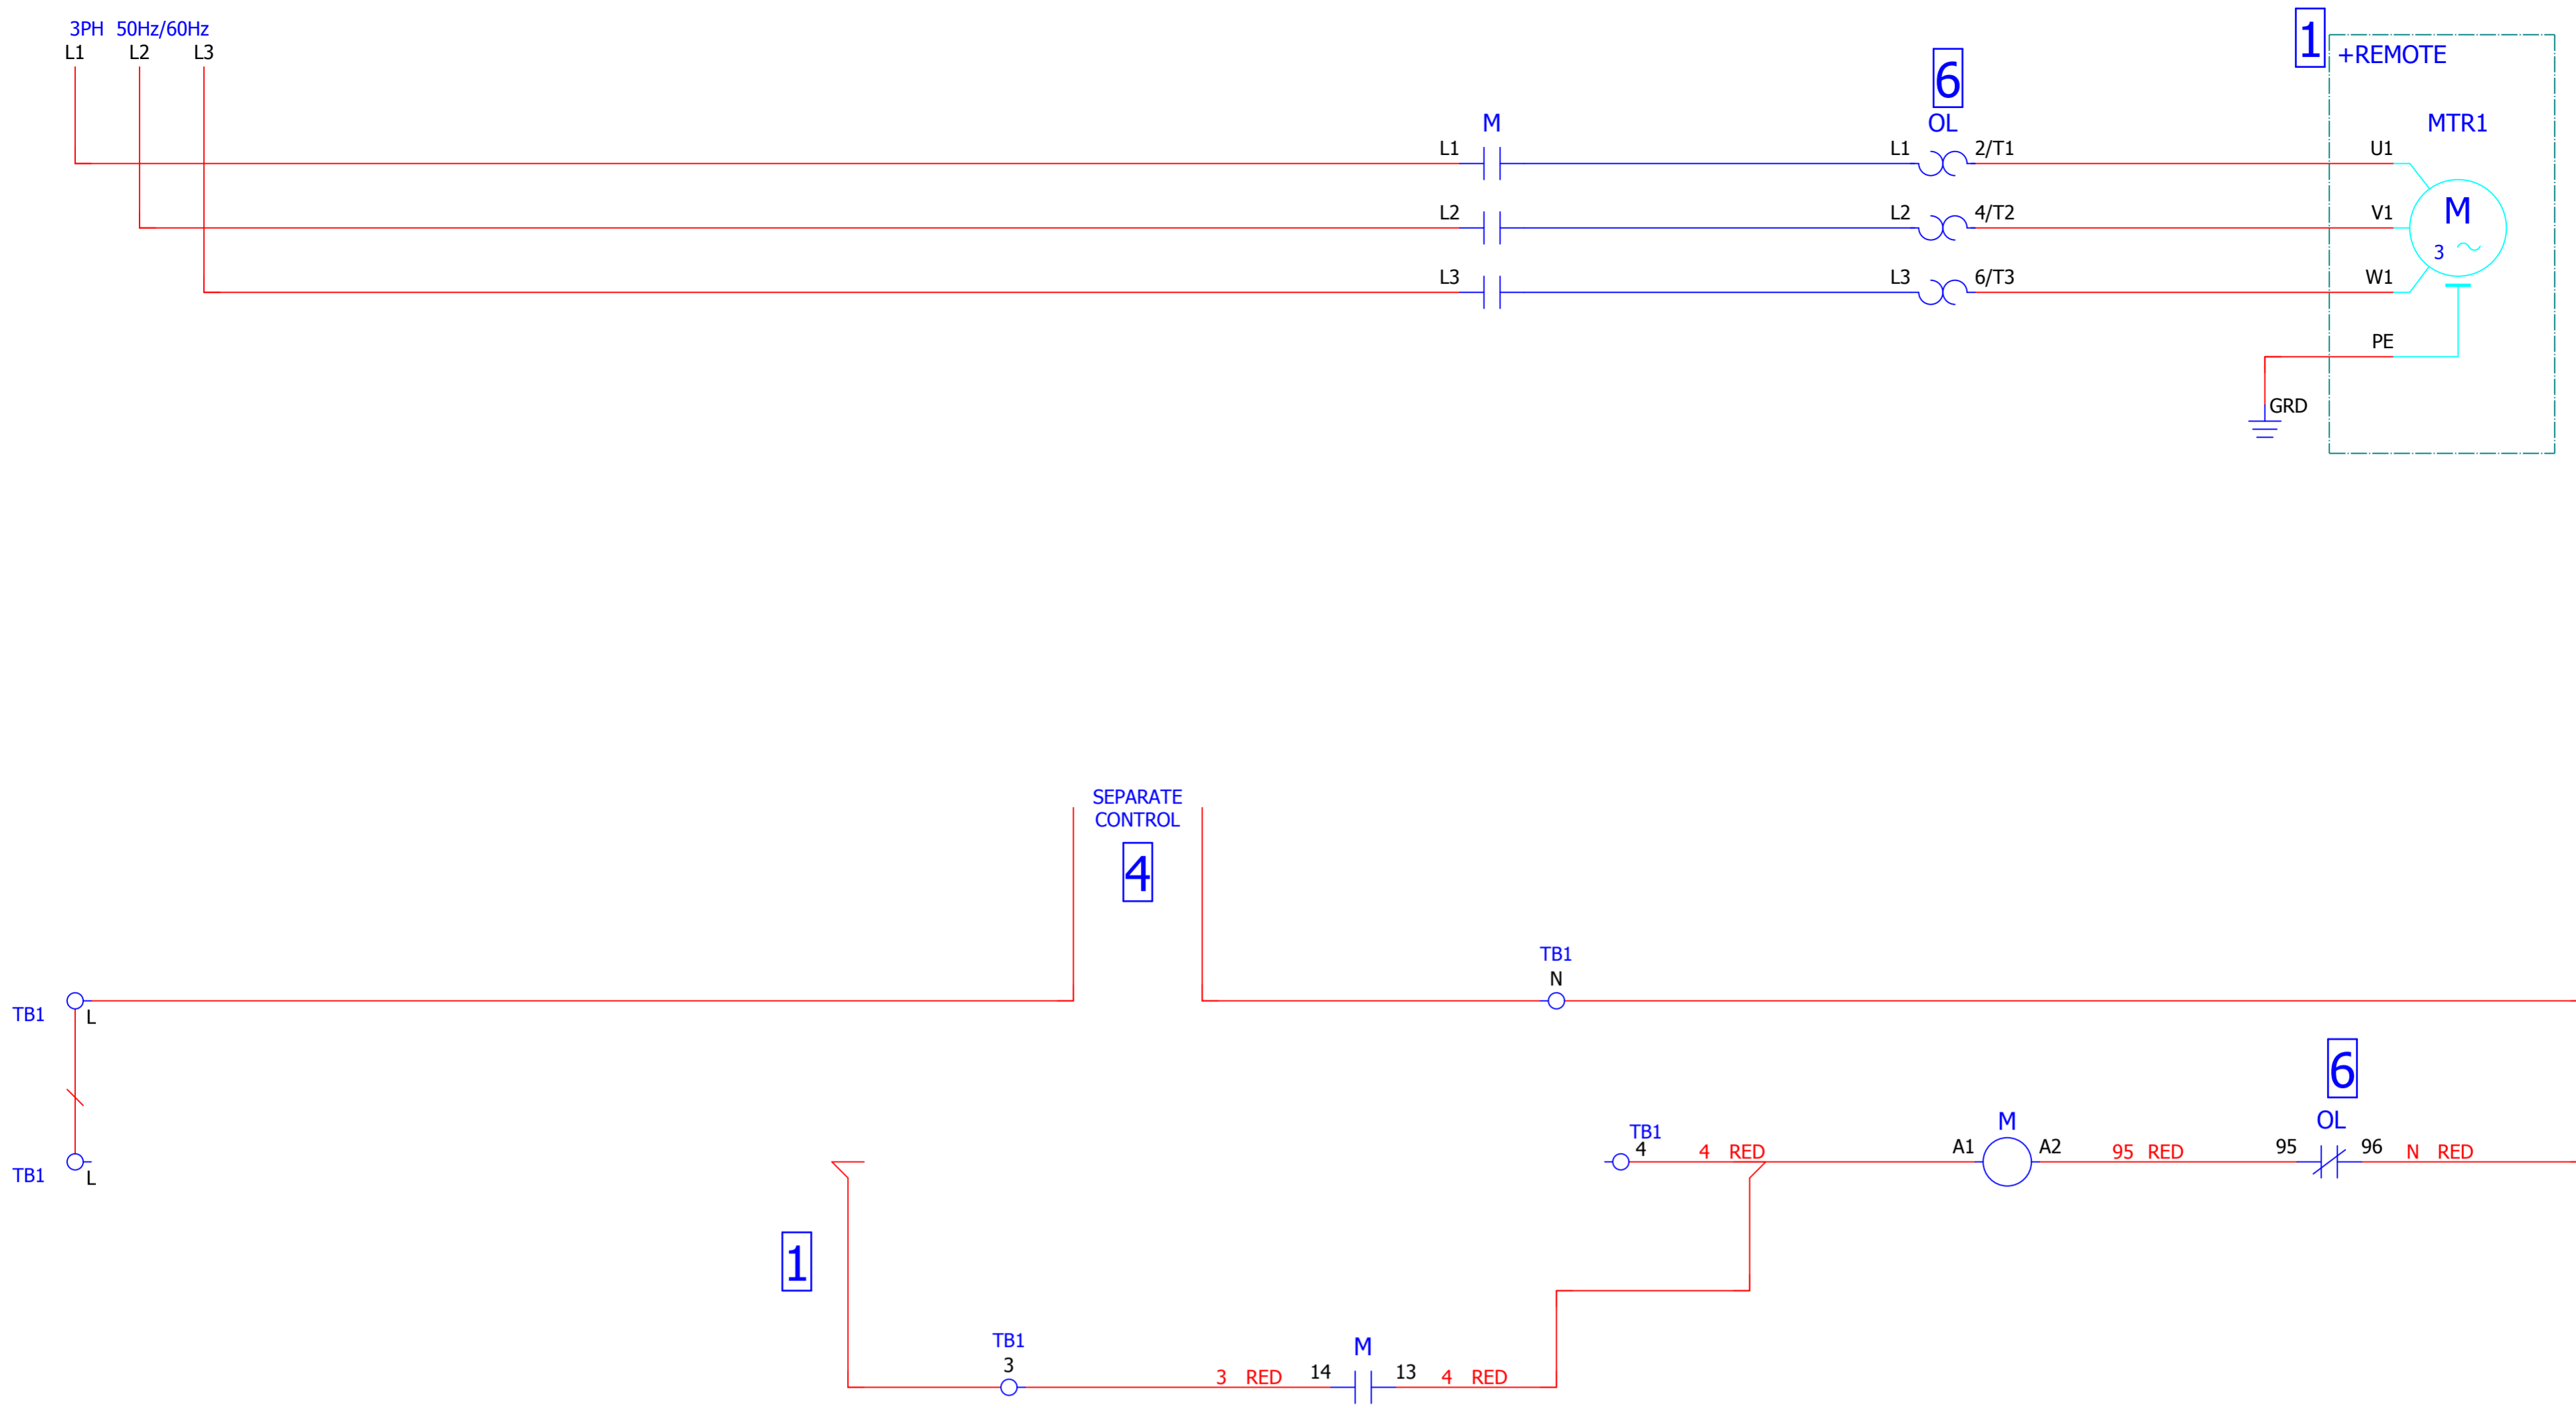 3PH 50Hz/60Hz
L1 L2 L3
1
+REMOTE
6
M
OL
MTR1
L1
L1
2/T1
U1
L2
L2
4/T2
V1
M
3
L3
L3
6/T3
W1
PE
GRD
SEPARATE
CONTROL
4
TB1
N
TB1
L
6
OL
TB1
4
4 RED
M
A1
A2
95 RED
95
96
N RED
TB1
L
1
TB1
3
3 RED
M
14
13
4 RED